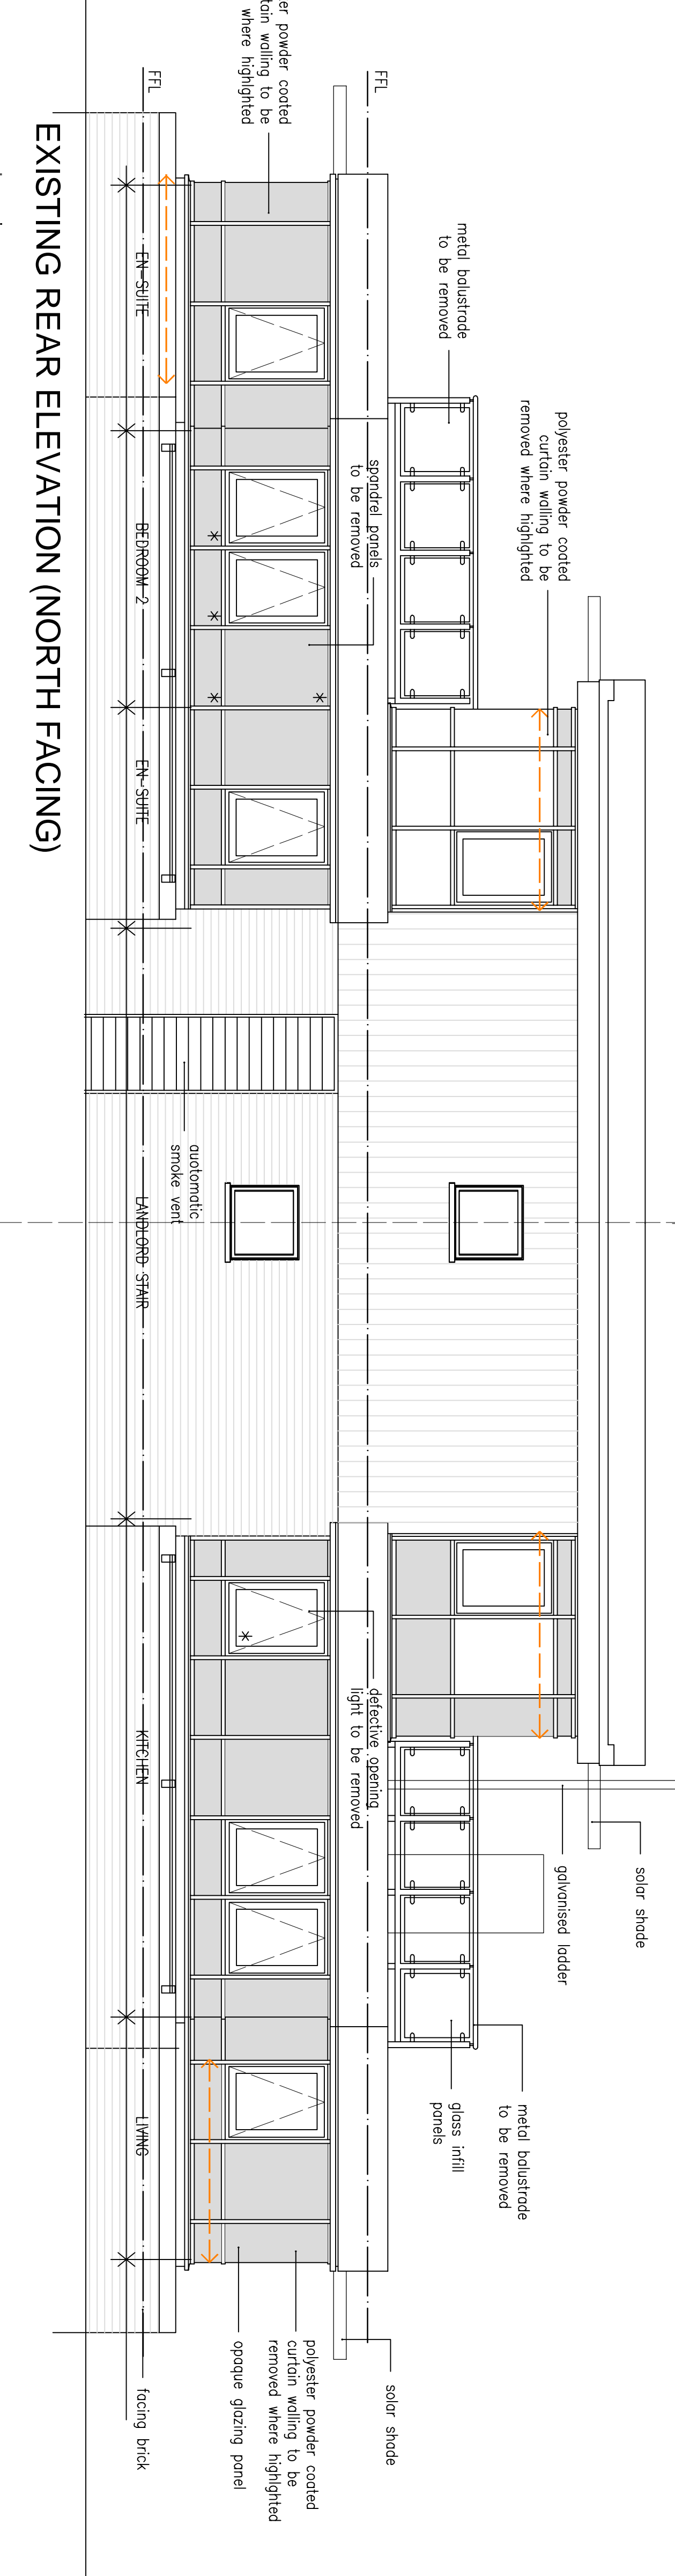 solar shade
galvanised ladder
polyester powder coated
curtain walling to be
removed where highlghted
metal balustrade
to be removed
metal balustrade
to be removed
glass infill
panels
FFL
spandrel panels
to be removed
defective opening
light to be removed
solar shade
er powder coated
tain walling to be
where highlghted
polyester powder coated
curtain walling to be
removed where highlghted
opaque glazing panel
auotomatic
smoke vent
FFL
EN-SUITE
BEDROOM 2
EN-SUITE
LANDLORD STAIR
KITCHEN
LIVING
facing brick
EXISTING REAR ELEVATION (NORTH FACING)